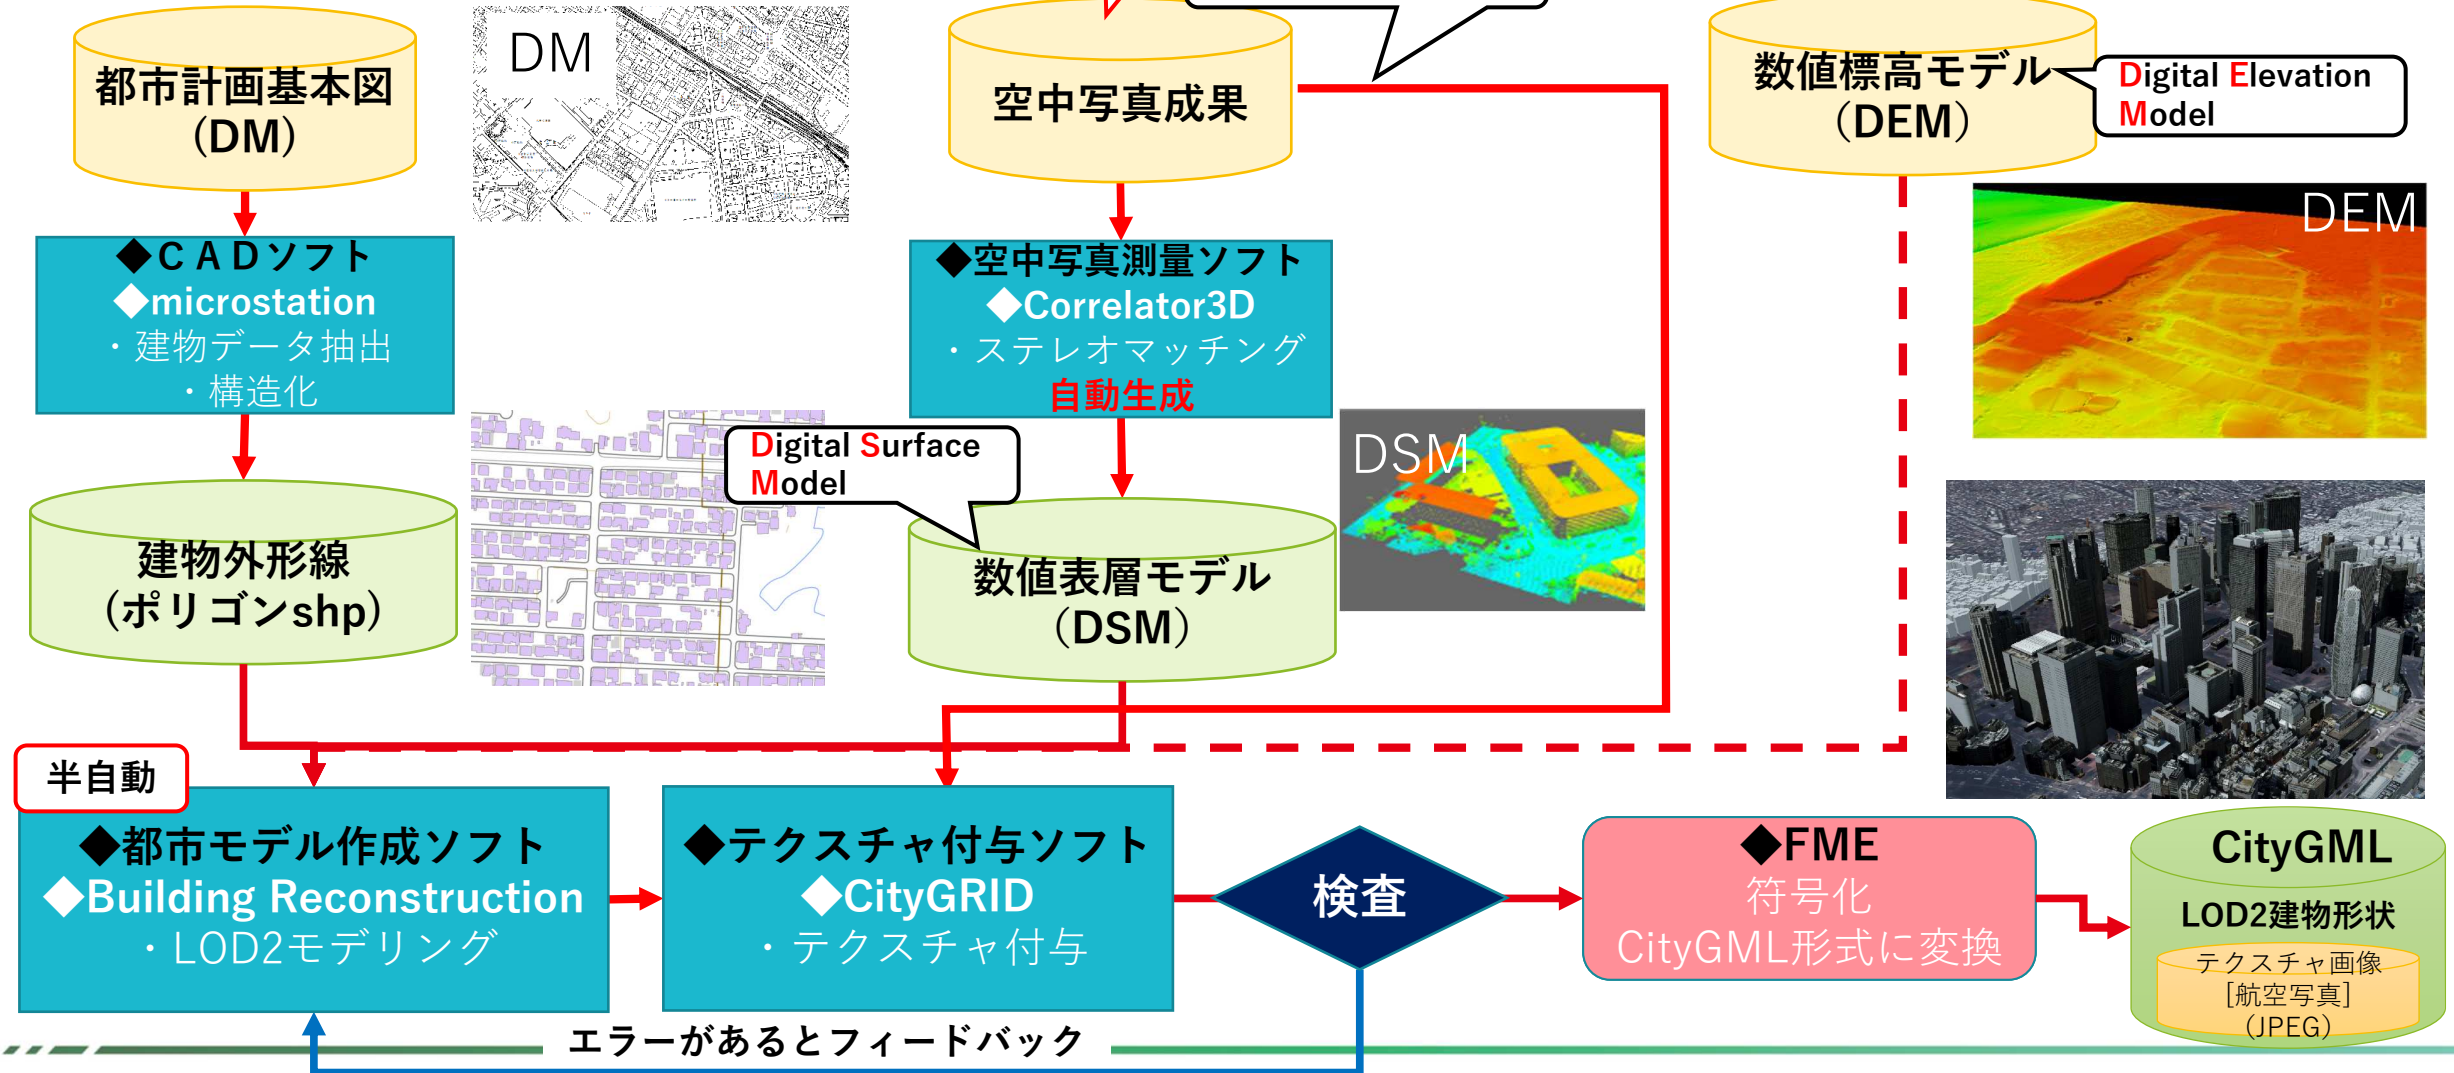 都市計画基本図
(DM)
DM
空中写真成果
数値標高モデル
(DEM)
Digital Elevation
Model
DEM
◆ＣＡＤソフト
◆microstation
・建物データ抽出
・構造化
◆空中写真測量ソフト
◆Correlator3D
・ステレオマッチング
自動生成
Digital Surface
Model
DSM
建物外形線
(ポリゴンshp)
数値表層モデル
(DSM)
半自動
◆都市モデル作成ソフト
◆Building Reconstruction
・LOD2モデリング
◆テクスチャ付与ソフト
◆CityGRID
・テクスチャ付与
検査
◆FME
符号化
CityGML形式に変換
CityGML
LOD2建物形状
テクスチャ画像
[航空写真]
(JPEG)
エラーがあるとフィードバック